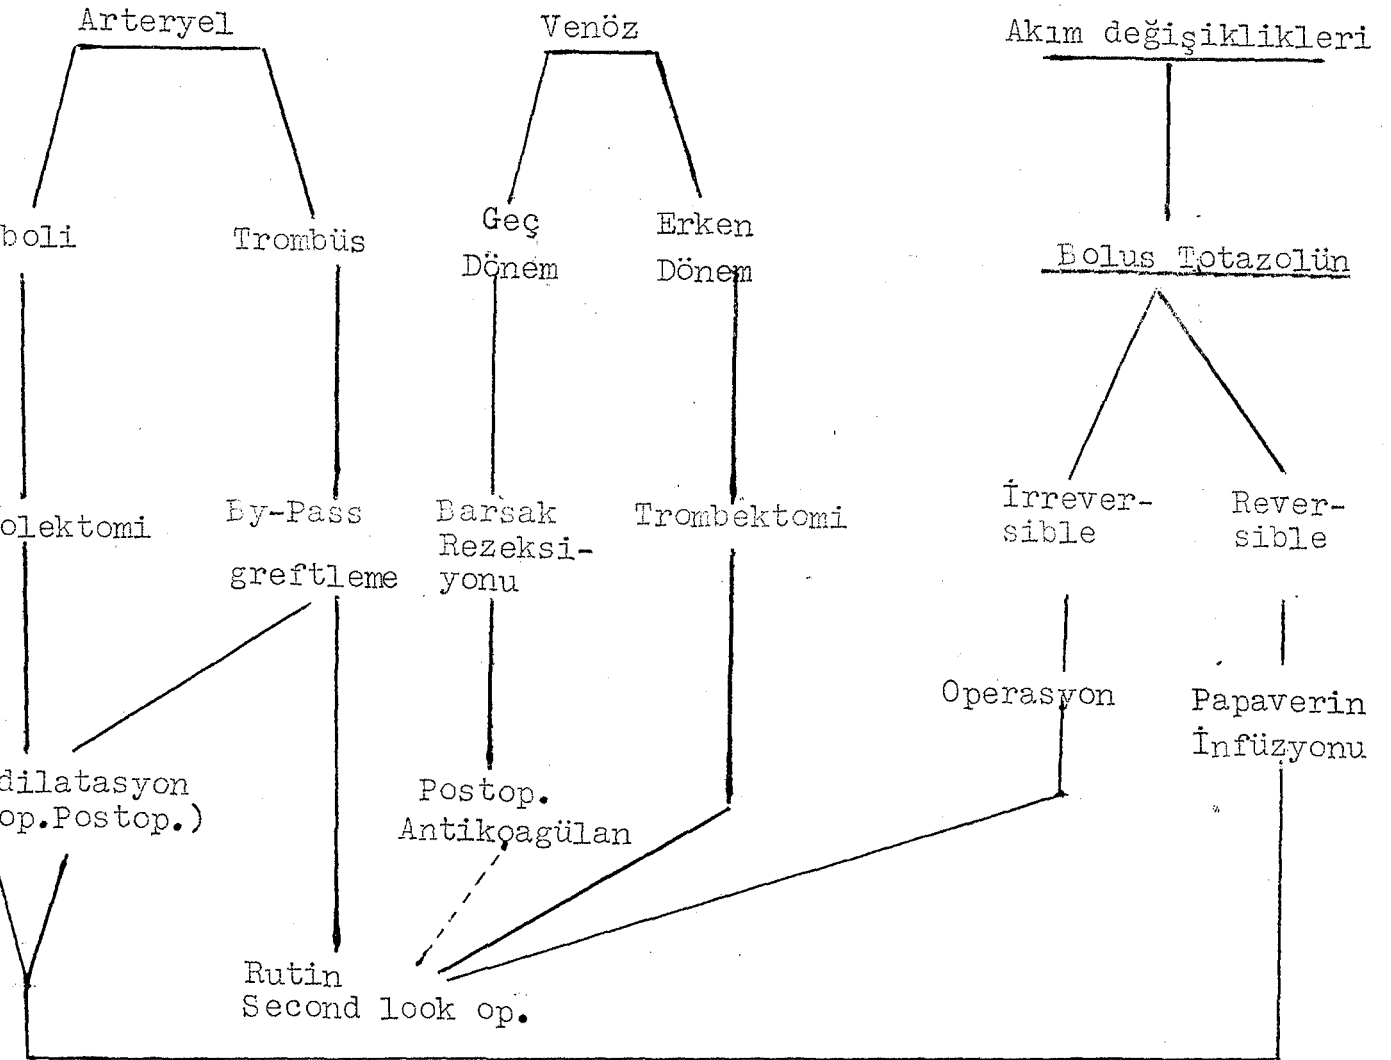 Arteryel
Venöz
Akım değişiklikleri
boli
Trombüs
Geç
Dönem
Erken
Dönem
Bolus Totazolün
olektomi
By-Pass
greftleme
Barsak
Rezeksi-
yonu
Trombektomi
İrrever-
sible
Rever-
sible
Operasyon
Papaverin
İnfüzyonu
dilatasyon
op.Postop.)
Postop.
Antikoagülan
Rutin
Second look op.